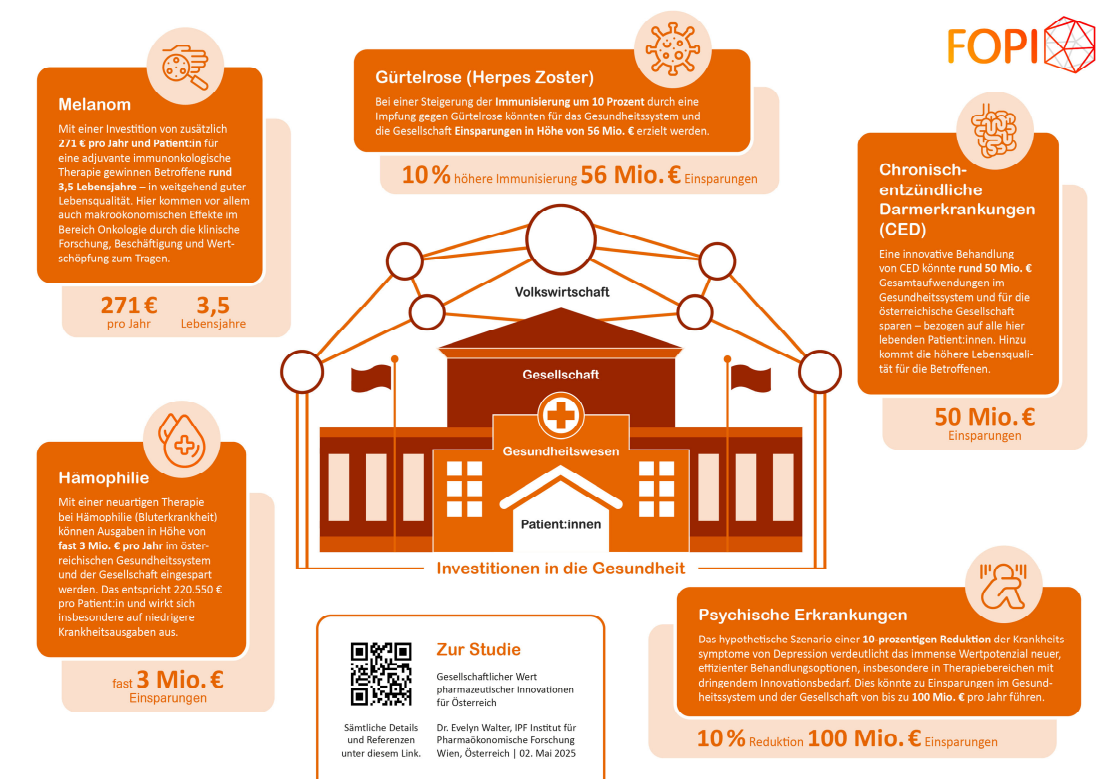 FOPI
Melanom
Mit einer Investition von zusätzlich
271 € pro Jahr und Patient:in für
eine adjuvante immunonkologische
Therapie gewinnen Betroffene rund
3,5 Lebensjahre – in weitgehend guter
Lebensqualität. Hier kommen vor allem
auch makroökonomischen Effekte im
Bereich Onkologie durch die klinische
Forschung, Beschäftigung und Wert-
schöpfung zum Tragen.
271 €
pro Jahr
3,5
Lebensjahre
Gürtelrose (Herpes Zoster)
Bei einer Steigerung der Immunisierung um 10 Prozent durch eine
Impfung gegen Gürtelrose könnten für das Gesundheitssystem und
die Gesellschaft Einsparungen in Höhe von 56 Mio. € erzielt werden.
10 % höhere Immunisierung 56 Mio. € Einsparungen
Chronisch-
entzündliche
Darmerkrankungen
(CED)
Eine innovative Behandlung
von CED könnte rund 50 Mio. €
Gesamtaufwendungen im
Gesundheitssystem und für die
österreichische Gesellschaft
sparen – bezogen auf alle hier
lebenden Patient:innen. Hinzu
kommt die höhere Lebensquali-
tät für die Betroffenen.
50 Mio. €
Einsparungen
Volkswirtschaft
Gesellschaft
Gesundheitswesen
Patient:innen
Investitionen in die Gesundheit
Hämophilie
Mit einer neuartigen Therapie
bei Hämophilie (Bluterkrankheit)
können Ausgaben in Höhe von
fast 3 Mio. € pro Jahr im öster-
reichischen Gesundheitssystem
und der Gesellschaft eingespart
werden. Das entspricht 220.550 €
pro Patient:in und wirkt sich
insbesondere auf niedrigere
Krankheitsausgaben aus.
fast 3 Mio. €
Einsparungen
Zur Studie
Gesellschaftlicher Wert
pharmazeutischer Innovationen
für Österreich
Sämtliche Details
und Referenzen
unter diesem Link.
Dr. Evelyn Walter, IPF Institut für
Pharmaökonomische Forschung
Wien, Österreich | 02. Mai 2025
Psychische Erkrankungen
Das hypothetische Szenario einer 10-prozentigen Reduktion der Krankheits
symptome von Depression verdeutlicht das immense Wertpotenzial neuer,
effizienter Behandlungsoptionen, insbesondere in Therapiebereichen mit
dringendem Innovationsbedarf. Dies könnte zu Einsparungen im Gesund-
heitssystem und der Gesellschaft von bis zu 100 Mio. € pro Jahr führen.
10 % Reduktion 100 Mio. € Einsparungen